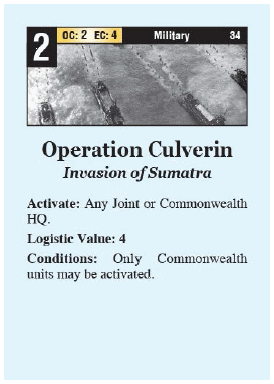 2
OC: 2 EC: 4
Military
34
Operation Culverin
Invasion of Sumatra
Activate: Any Joint or Commonwealth
HQ.
Logistic Value: 4
Conditions: Only Commonwealth
units may be activated.